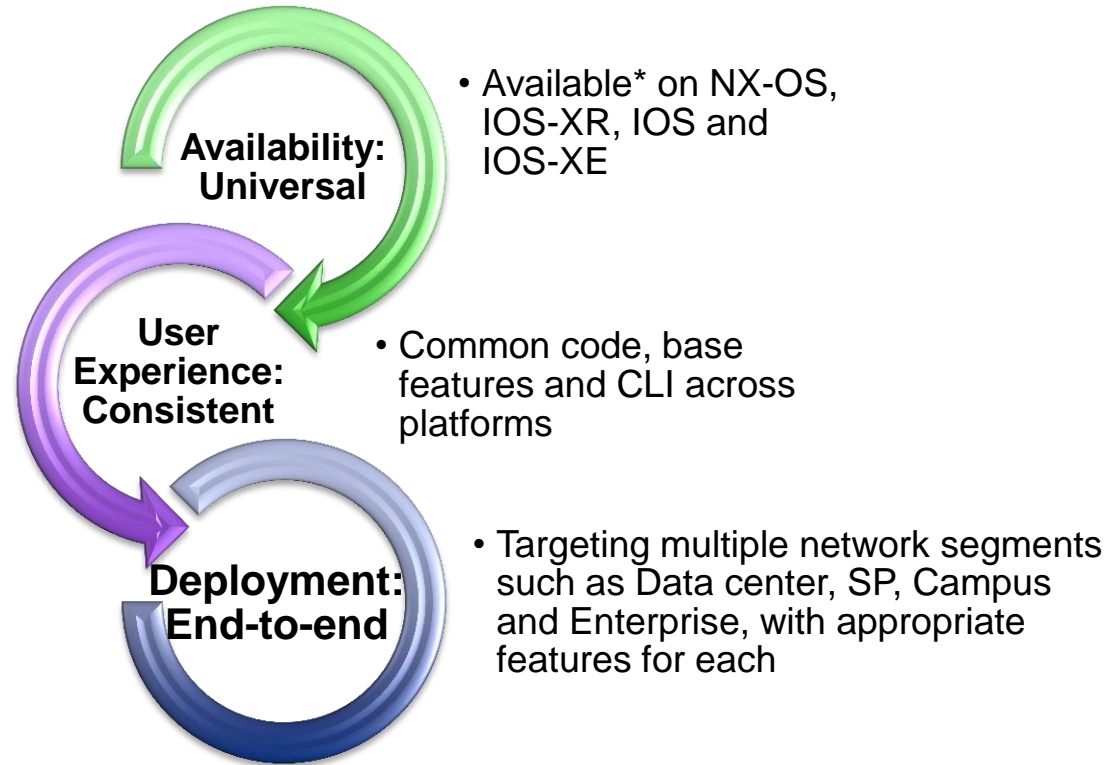 Availability:
Universal
• Available* on NX-OS,
IOS-XR, IOS and
IOS-XE
User
Experience:
Consistent
• Common code, base
features and CLI across
platforms
Deployment:
End-to-end
• Targeting multiple network segments
such as Data center, SP, Campus
and Enterprise, with appropriate
features for each